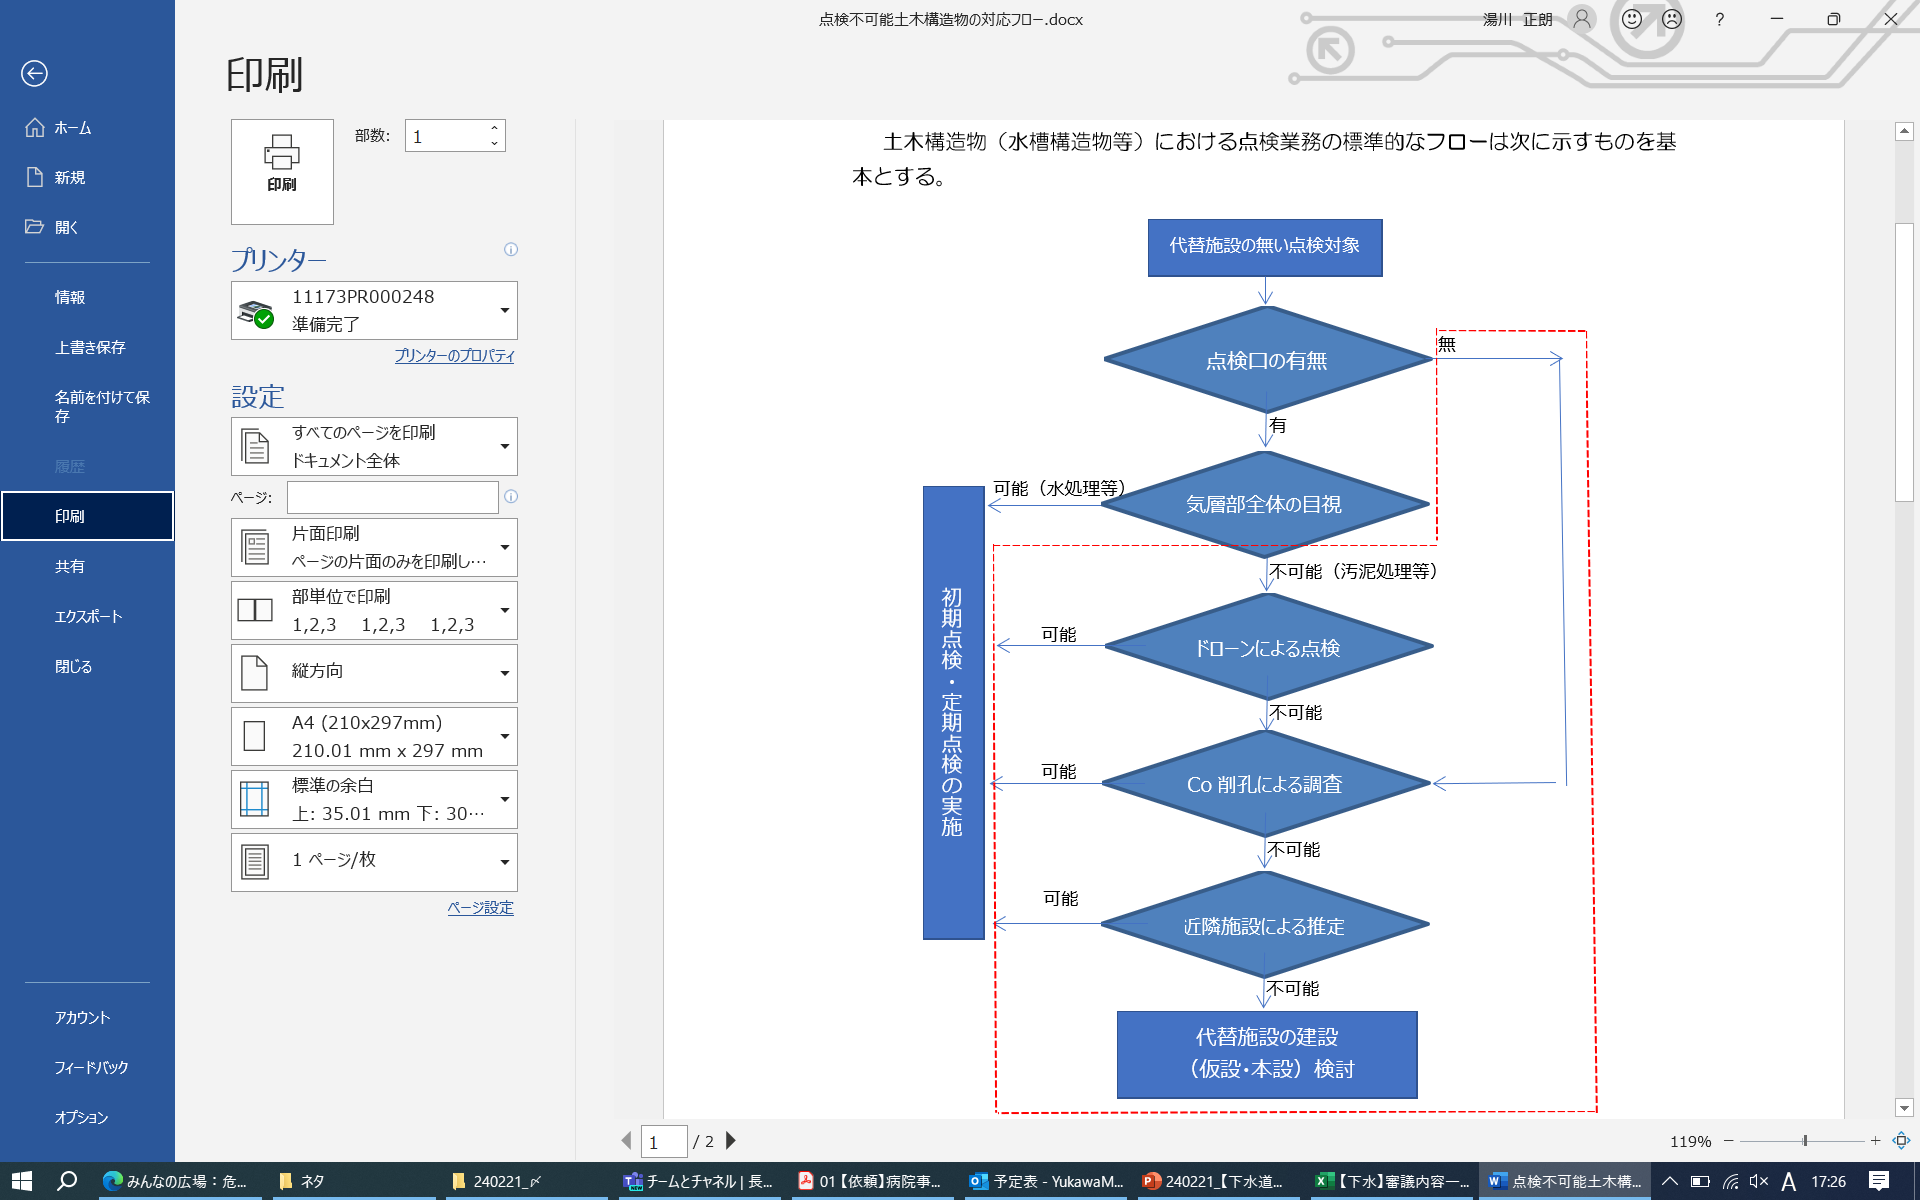 点検不可能土木構造物の対応フロー.docx
湯川 正朗
?
印刷
ホーム
新規
開く
情報
上書き保存
名前を付けて保
存
履歴
印刷
共有
エクスポート
閉じる
アカウント
フィードバック
オプション
印刷
部数: 1
プリンター
11173PR000248
準備完了
プリンターのプロパティ
設定
すべてのページを印刷
ドキュメント全体
ページ:
片面印刷
ページの片面のみを印刷し…
部単位で印刷
1,2,3 1,2,3 1,2,3
縦方向
A4 (210x297mm)
210.01 mm x 297 mm
標準の余白
上: 35.01 mm 下: 30…
1 ページ/枚
ページ設定
土木構造物（水槽構造物等）における点検業務の標準的なフローは次に示すものを基
本とする。
代替施設の無い点検対象
点検口の有無
無
有
可能（水処理等）
気層部全体の目視
不可能（汚泥処理等）
可能
ドローンによる点検
不可能
可能
Co 削孔による調査
不可能
可能
近隣施設による推定
不可能
代替施設の建設
（仮設・本設）検討
初期点検・定期点検の実施
1 / 2
119%
みんなの広場：危...
ネタ
240221_〆
チームとチャネル | 長...
01【依頼】病院事...
予定表 - YukawaM...
240221_【下水道...
【下水】審議内容一...
点検不可能土木構...
A
17:26